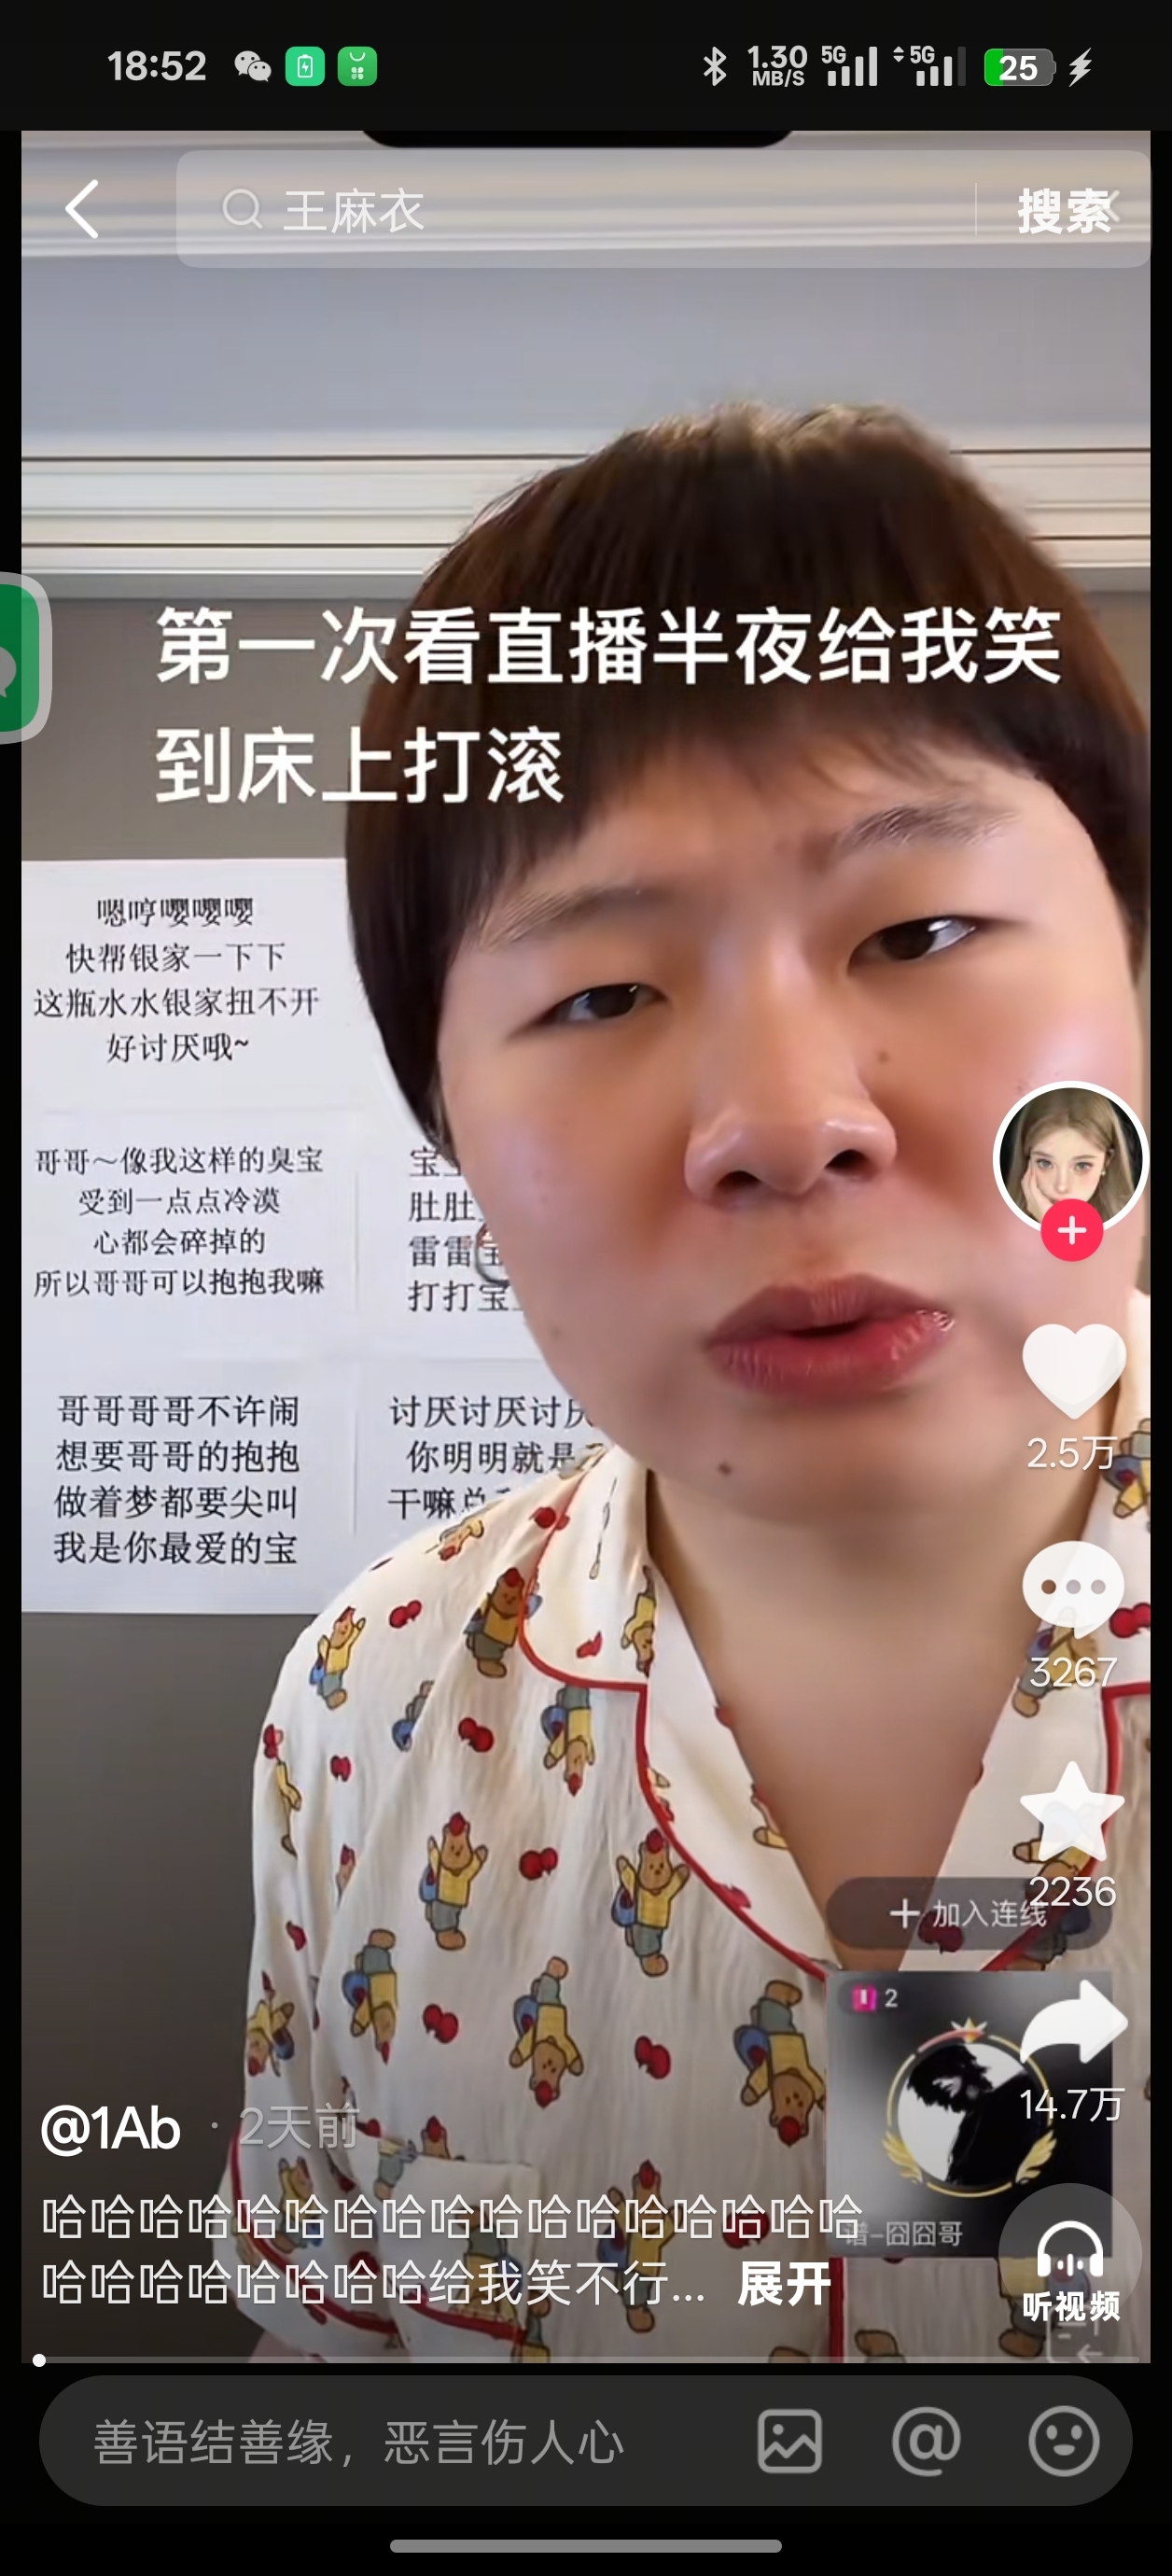 18:52
1.30
MB/S
5G
5G
25
王麻衣
搜索
第一次看直播半夜给我笑
到床上打滚
嗯哼嘤嘤嘤
快帮银家一下下
这瓶水水银家扭不开
好讨厌哦~
哥哥～像我这样的臭宝
受到一点点冷漠
心都会碎掉的
所以哥哥可以抱抱我嘛
宝
肚肚
雷雷
打打宝
哥哥哥哥不许闹
想要哥哥的抱抱
做着梦都要尖叫
我是你最爱的宝
讨厌讨厌讨厌
你明明就是
干嘛总
2.5万
3267
2236
加入连线
2
14.7万
谱-囧囧哥
@1Ab · 2天前
哈哈哈哈哈哈哈哈哈哈哈哈哈哈哈哈哈
哈哈哈哈哈哈哈哈给我笑不行... 展开
听视频
善语结善缘，恶言伤人心